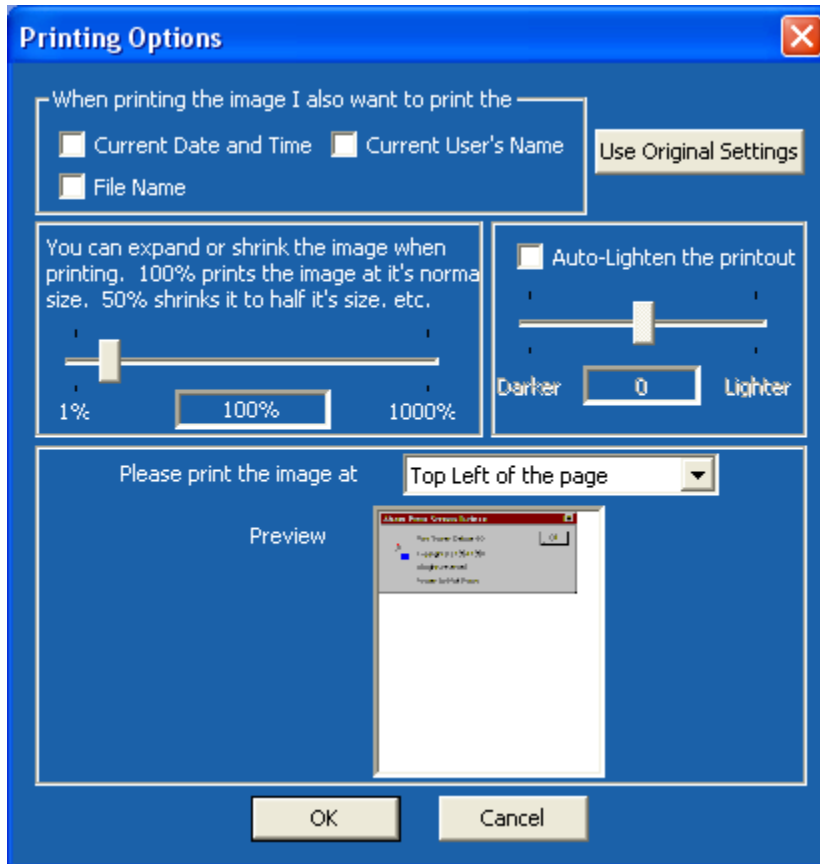 Printing Options
When printing the image I also want to print the
Current Date and Time
Current User's Name
File Name
Use Original Settings
You can expand or shrink the image when
printing. 100% prints the image at it's norma
size. 50% shrinks it to half it's size. etc.
1%
100%
1000%
Auto-Lighten the printout
Darker
0
Lighter
Please print the image at
Top Left of the page
Preview
OK
Cancel